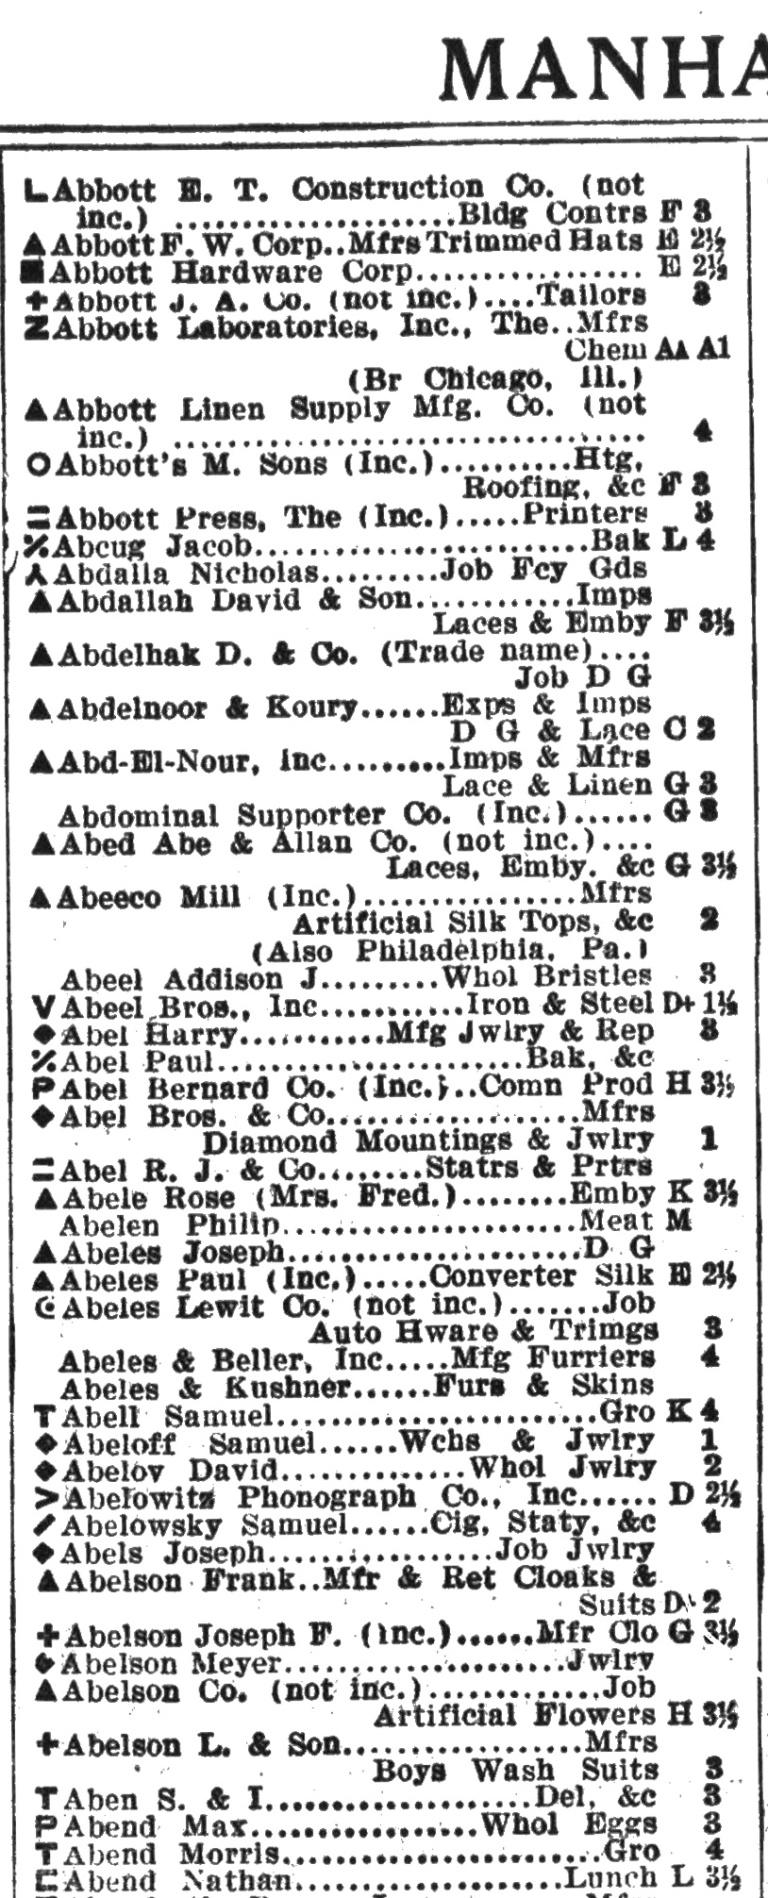 MANHA
L Abbott E. T. Construction Co. (not
inc.) ......................Bldg Contrs F 3
▲ Abbott F. W. Corp..Mfrs Trimmed Hats E 2½
■ Abbott Hardware Corp................. E 2½
+ Abbott J. A. Co. (not inc.)....Tailors 3
Z Abbott Laboratories, Inc., The..Mfrs
Chem AA A1
(Br Chicago, Ill.)
▲ Abbott Linen Supply Mfg. Co. (not
inc.) .................................... 4
O Abbott's M. Sons (Inc.)..........Htg,
Roofing, &c F 3
= Abbott Press, The (Inc.).....Printers 3
⁒ Abcug Jacob..........................Bak L 4
⅄ Abdalla Nicholas.........Job Fcy Gds
▲ Abdallah David & Son............Imps
Laces & Emby F 3½
▲ Abdelhak D. & Co. (Trade name)....
Job D G
▲ Abdelnoor & Koury......Exps & Imps
D G & Lace C 2
▲ Abd-El-Nour, Inc.........Imps & Mfrs
Lace & Linen G 3
Abdominal Supporter Co. (Inc.)...... G 3
▲ Abed Abe & Allan Co. (not inc.)....
Laces, Emby. &c G 3½
▲ Abeeco Mill (Inc.)................Mfrs
Artificial Silk Tops, &c 2
(Also Philadelphia, Pa.)
Abeel Addison J.........Whol Bristles 3
V Abeel Bros., Inc...........Iron & Steel D+ 1½
◆ Abel Harry............Mfg Jwlry & Rep 3
⁒ Abel Paul........................Bak, &c
P Abel Bernard Co. (Inc.)..Comn Prod H 3½
◆ Abel Bros. & Co...................Mfrs
Diamond Mountings & Jwlry 1
= Abel R. J. & Co.........Statrs & Prtrs
▲ Abele Rose (Mrs. Fred.)........Emby K 3½
Abelen Philip......................Meat M
▲ Abeles Joseph........................D G
▲ Abeles Paul (Inc.).....Converter Silk E 2½
☪ Abeles Lewit Co. (not inc.).......Job
Auto Hware & Trimgs 3
Abeles & Beller, Inc.....Mfg Furriers 4
Abeles & Kushner......Furs & Skins
T Abell Samuel........................Gro K 4
◆ Abeloff Samuel......Wchs & Jwlry 1
◆ Abelov David..............Whol Jwlry 2
> Abelowitz Phonograph Co., Inc...... D 2½
/ Abelowsky Samuel......Cig, Staty, &c 4
◆ Abels Joseph.................Job Jwlry
▲ Abelson Frank..Mfr & Ret Cloaks &
Suits D+ 2
+ Abelson Joseph F. (Inc.)......Mfr Clo G 3½
◆ Abelson Meyer.....................Jwlry
▲ Abelson Co. (not inc.).............Job
Artificial Flowers H 3½
+ Abelson L. & Son..................Mfrs
Boys Wash Suits 3
T Aben S. & I....................Del, &c 3
P Abend Max.................Whol Eggs 3
T Abend Morris........................Gro 4
⊏ Abend Nathan....................Lunch L 3½